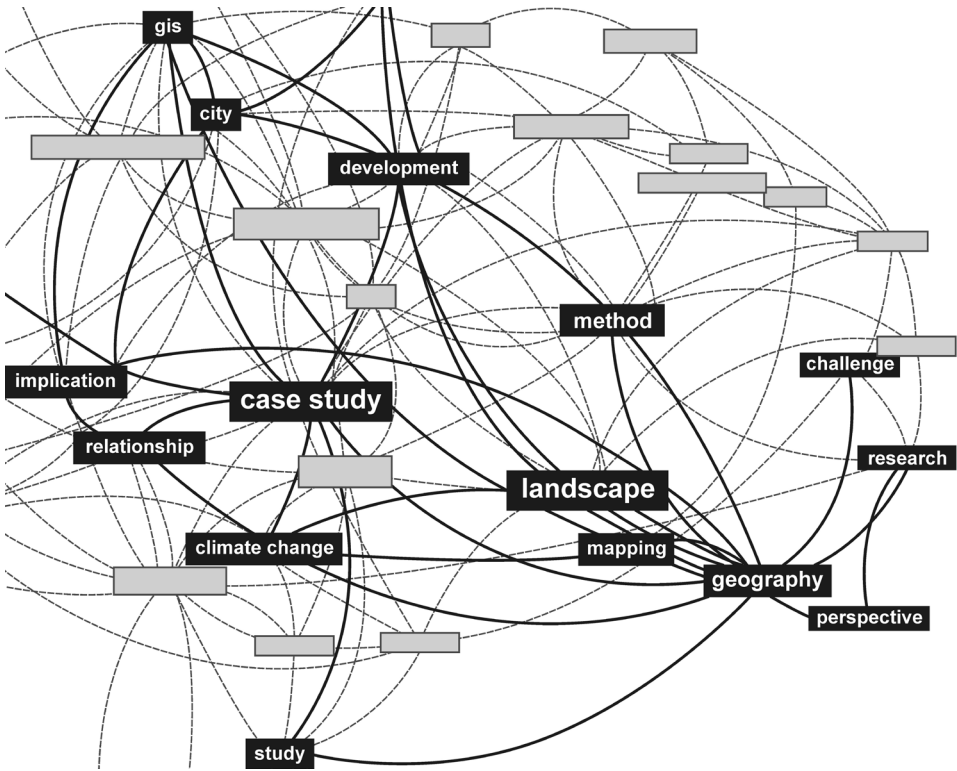 gis
city
development
method
challenge
implication
case study
relationship
research
landscape
climate change
mapping
geography
perspective
study